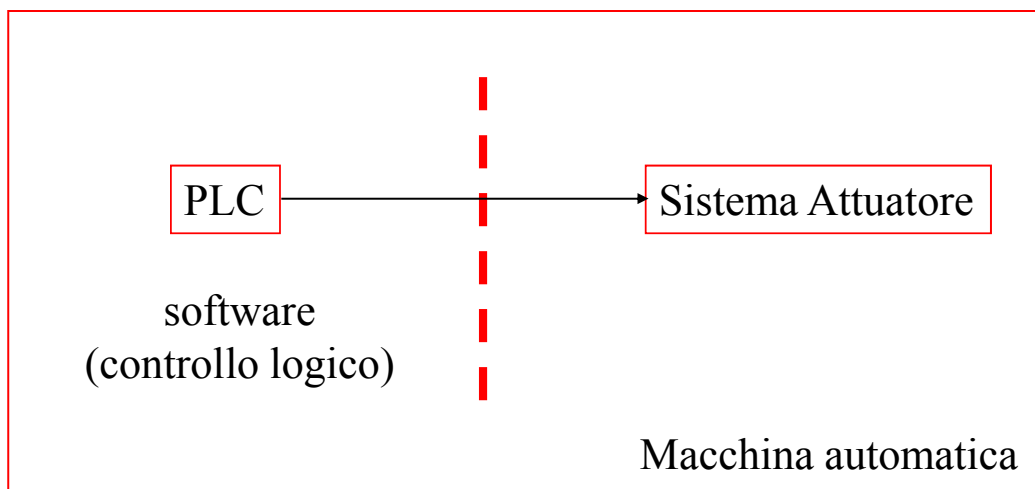 PLC
Sistema Attuatore
software
(controllo logico)
Macchina automatica